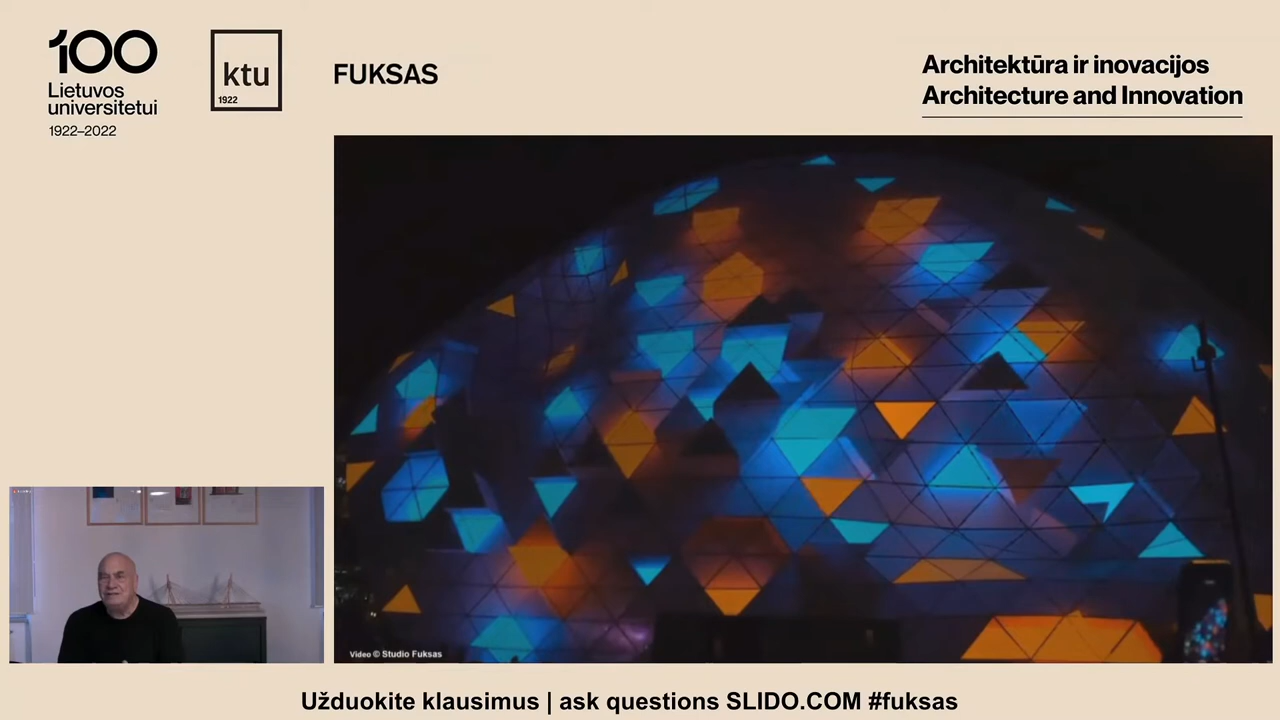 100
Lietuvos
universitetui
1922–2022
ktu
1922
FUKSAS
Architektūra ir inovacijos
Architecture and Innovation
Video © Studio Fuksas
Užduokite klausimus | ask questions SLIDO.COM #fuksas